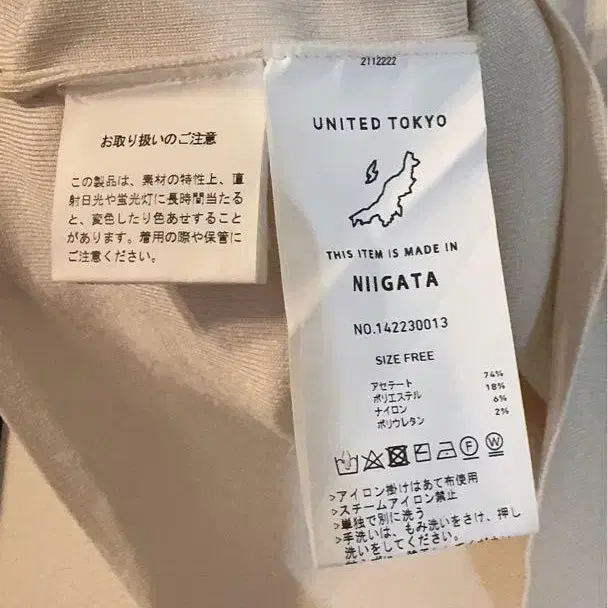 お取り扱いのご注意
この製品は、素材の特性上、直
射日光や蛍光灯に長時間当たる
と、変色したり色あせすること
があります。着用の際や保管に
ご注意ください。
2112222
UNITED TOKYO
THIS ITEM IS MADE IN
NIIGATA
NO.142230013
SIZE FREE
アセテート 74%
ポリエステル 18%
ナイロン 6%
ポリウレタン 2%
F W
>アイロン掛けはあて布使用
>スチームアイロン禁止
>単独で別に洗う
>手洗いは、もみ洗いをさけ、押し
洗いをしてください。